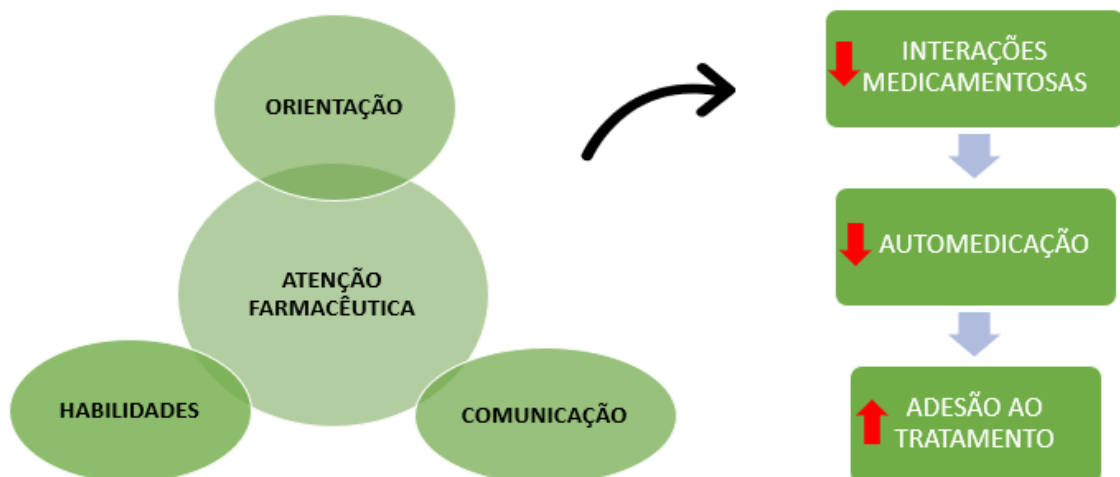 ORIENTAÇÃO
ATENÇÃO
FARMACÊUTICA
HABILIDADES
COMUNICAÇÃO
INTERAÇÕES
MEDICAMENTOSAS
AUTOMEDICAÇÃO
ADESÃO AO
TRATAMENTO